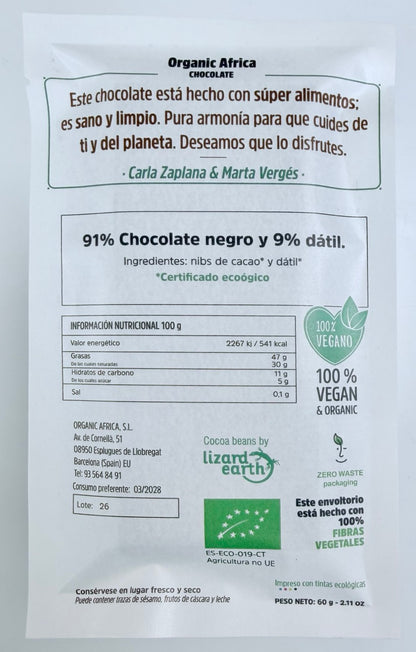 Organic Africa
CHOCOLATE
Este chocolate está hecho con súper alimentos;
es sano y limpio. Pura armonía para que cuides de
ti y del planeta. Deseamos que lo disfrutes.
· Carla Zaplana & Marta Vergés ·
91% Chocolate negro y 9% dátil.
Ingredientes: nibs de cacao* y dátil*
*Certificado ecoógico
INFORMACIÓN NUTRICIONAL 100 g
Valor energético 2267 kj / 541 kcal
Grasas 47 g
De las cuales saturadas 30 g
Hidratos de carbono 11 g
De los cuales azúcar 5 g
Sal 0,1 g
100%
VEGANO
100 %
VEGAN
& ORGANIC
ORGANIC AFRICA, S.L.
Av. de Cornellà, 51
08950 Esplugues de Llobregat
Barcelona (Spain) EU
Tel: 93 564 84 91
Consumo preferente: 03/2028
Lote: 26
Cocoa beans by
lizard
earth
ZERO WASTE
packaging
Este envoltorio
está hecho con
100%
FIBRAS
VEGETALES
ES-ECO-019-CT
Agricultura no UE
Impreso con tintas ecológicas
Consérvese en lugar fresco y seco
Puede contener trazas de sésamo, frutos de cáscara y leche
PESO NETO: 60 g - 2.11 oz